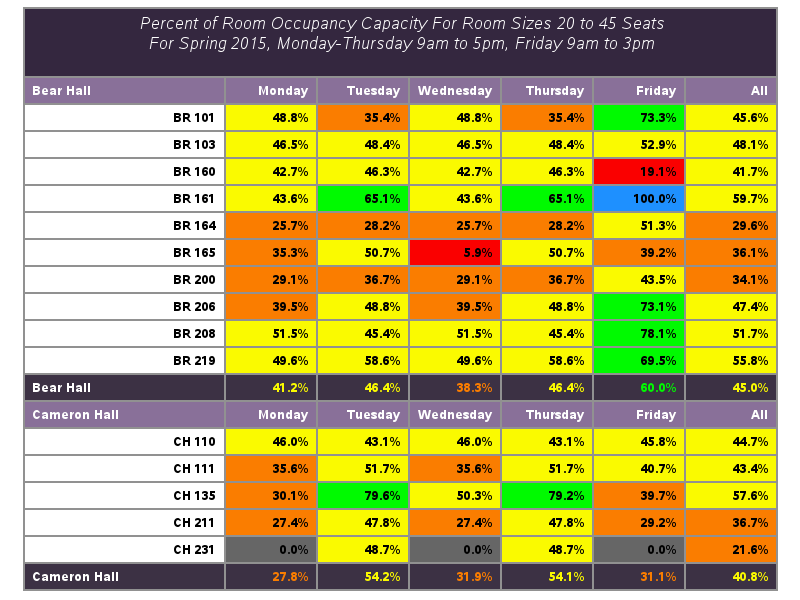 Percent of Room Occupancy Capacity For Room Sizes 20 to 45 Seats
For Spring 2015, Monday-Thursday 9am to 5pm, Friday 9am to 3pm
Bear Hall Monday Tuesday Wednesday Thursday Friday All
BR 101 48.8% 35.4% 48.8% 35.4% 73.3% 45.6%
BR 103 46.5% 48.4% 46.5% 48.4% 52.9% 48.1%
BR 160 42.7% 46.3% 42.7% 46.3% 19.1% 41.7%
BR 161 43.6% 65.1% 43.6% 65.1% 100.0% 59.7%
BR 164 25.7% 28.2% 25.7% 28.2% 51.3% 29.6%
BR 165 35.3% 50.7% 5.9% 50.7% 39.2% 36.1%
BR 200 29.1% 36.7% 29.1% 36.7% 43.5% 34.1%
BR 206 39.5% 48.8% 39.5% 48.8% 73.1% 47.4%
BR 208 51.5% 45.4% 51.5% 45.4% 78.1% 51.7%
BR 219 49.6% 58.6% 49.6% 58.6% 69.5% 55.8%
Bear Hall 41.2% 46.4% 38.3% 46.4% 60.0% 45.0%
Cameron Hall Monday Tuesday Wednesday Thursday Friday All
CH 110 46.0% 43.1% 46.0% 43.1% 45.8% 44.7%
CH 111 35.6% 51.7% 35.6% 51.7% 40.7% 43.4%
CH 135 30.1% 79.6% 50.3% 79.2% 39.7% 57.6%
CH 211 27.4% 47.8% 27.4% 47.8% 29.2% 36.7%
CH 231 0.0% 48.7% 0.0% 48.7% 0.0% 21.6%
Cameron Hall 27.8% 54.2% 31.9% 54.1% 31.1% 40.8%